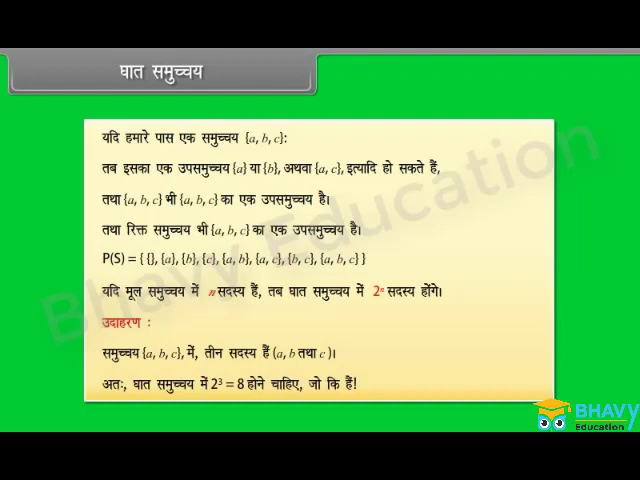 घात समुच्चय
यदि हमारे पास एक समुच्चय {a, b, c}:
तब इसका एक उपसमुच्चय {a} या {b}, अथवा {a, c}, इत्यादि हो सकते हैं,
तथा {a, b, c} भी {a, b, c} का एक उपसमुच्चय है।
तथा रिक्त समुच्चय भी {a, b, c} का एक उपसमुच्चय है।
P(S) = { {}, {a}, {b}, {c}, {a, b}, {a, c}, {b, c}, {a, b, c} }
यदि मूल समुच्चय में n सदस्य हैं, तब घात समुच्चय में 2ⁿ सदस्य होंगे।
उदाहरण :
समुच्चय {a, b, c}, में, तीन सदस्य हैं (a, b तथा c)।
अतः, घात समुच्चय में 2³ = 8 होने चाहिए, जो कि हैं!
Bhavy Education
BHAVY
Education